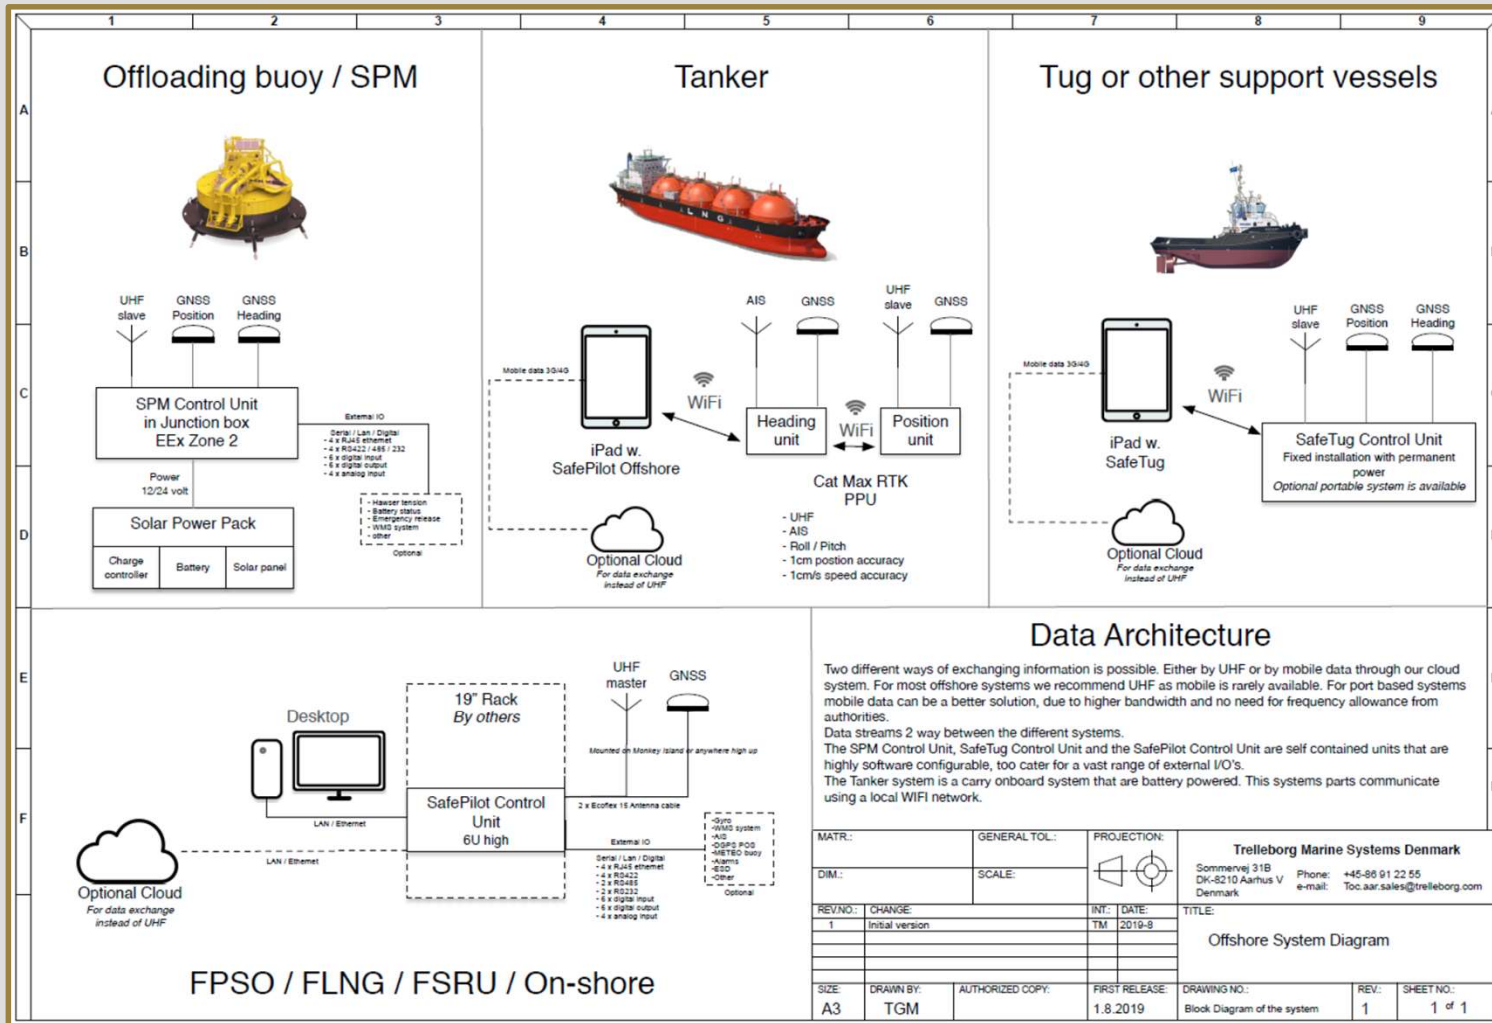 1 2 3 4 5 6 7 8 9
A
B
C
D
E
F
Offloading buoy / SPM
UHF
slave
GNSS
Position
GNSS
Heading
SPM Control Unit
in Junction box
EEx Zone 2
External IO
Serial / Lan / Digital
- 4 x RJ45 ethernet
- 4 x RS422 / 485 / 232
- 6 x digital input
- 6 x digital output
- 4 x analog input
Power
12/24 volt
- Hawser tension
- Battery status
- Emergency release
- WMS system
- other
Optional
Solar Power Pack
Charge
controller
Battery
Solar panel
Tanker
LNG
AIS
GNSS
UHF
slave
GNSS
Mobile data 3G/4G
WiFi
Heading
unit
WiFi
Position
unit
iPad w.
SafePilot Offshore
Cat Max RTK
PPU
- UHF
- AIS
- Roll / Pitch
- 1cm postion accuracy
- 1cm/s speed accuracy
Optional Cloud
For data exchange
instead of UHF
Tug or other support vessels
UHF
slave
GNSS
Position
GNSS
Heading
Mobile data 3G/4G
WiFi
iPad w.
SafeTug
SafeTug Control Unit
Fixed installation with permanent
power
Optional portable system is available
Optional Cloud
For data exchange
instead of UHF
Desktop
19" Rack
By others
UHF
master
GNSS
Mounted on Monkey Island or anywhere high up
SafePilot Control
Unit
6U high
2 x Ecoflex 15 Antenna cable
LAN / Ethernet
LAN / Ethernet
External IO
Serial / Lan / Digital
- 4 x RJ45 ethernet
- 4 x RS422
- 2 x RS485
- 2 x RS232
- 6 x digital input
- 6 x digital output
- 4 x analog input
-Gyro
-WMS system
-AIS
-DGPS POS
-METEO buoy
-Alarms
-ESD
-Other
Optional
Optional Cloud
For data exchange
instead of UHF
FPSO / FLNG / FSRU / On-shore
Data Architecture
Two different ways of exchanging information is possible. Either by UHF or by mobile data through our cloud
system. For most offshore systems we recommend UHF as mobile is rarely available. For port based systems
mobile data can be a better solution, due to higher bandwidth and no need for frequency allowance from
authorities.
Data streams 2 way between the different systems.
The SPM Control Unit, SafeTug Control Unit and the SafePilot Control Unit are self contained units that are
highly software configurable, too cater for a vast range of external I/O's.
The Tanker system is a carry onboard system that are battery powered. This systems parts communicate
using a local WIFI network.
MATR.:
GENERAL TOL.:
PROJECTION:
DIM.:
SCALE:
Trelleborg Marine Systems Denmark
Sommervej 31B
DK-8210 Aarhus V
Denmark
Phone: +45-86 91 22 55
e-mail: Toc.aar.sales@trelleborg.com
REV.NO.: CHANGE: INT.: DATE:
1 Initial version TM 2019-8
TITLE:
Offshore System Diagram
SIZE:
A3
DRAWN BY:
TGM
AUTHORIZED COPY:
FIRST RELEASE:
1.8.2019
DRAWING NO.:
Block Diagram of the system
REV.:
1
SHEET NO.:
1 of 1